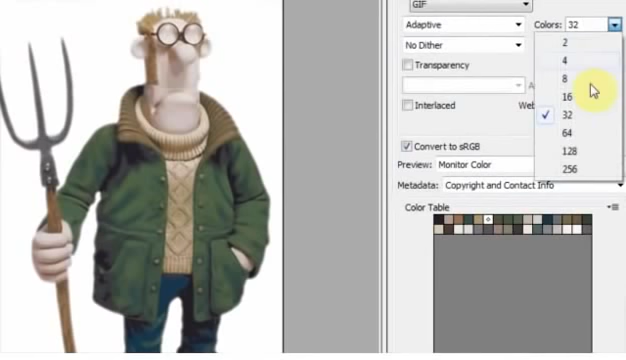 GIF
Adaptive Colors: 32
No Dither 2
4
Transparency 8
16
Interlaced Web 32
64
Convert to sRGB 128
Preview: Monitor Color 256
Metadata: Copyright and Contact Info
Color Table